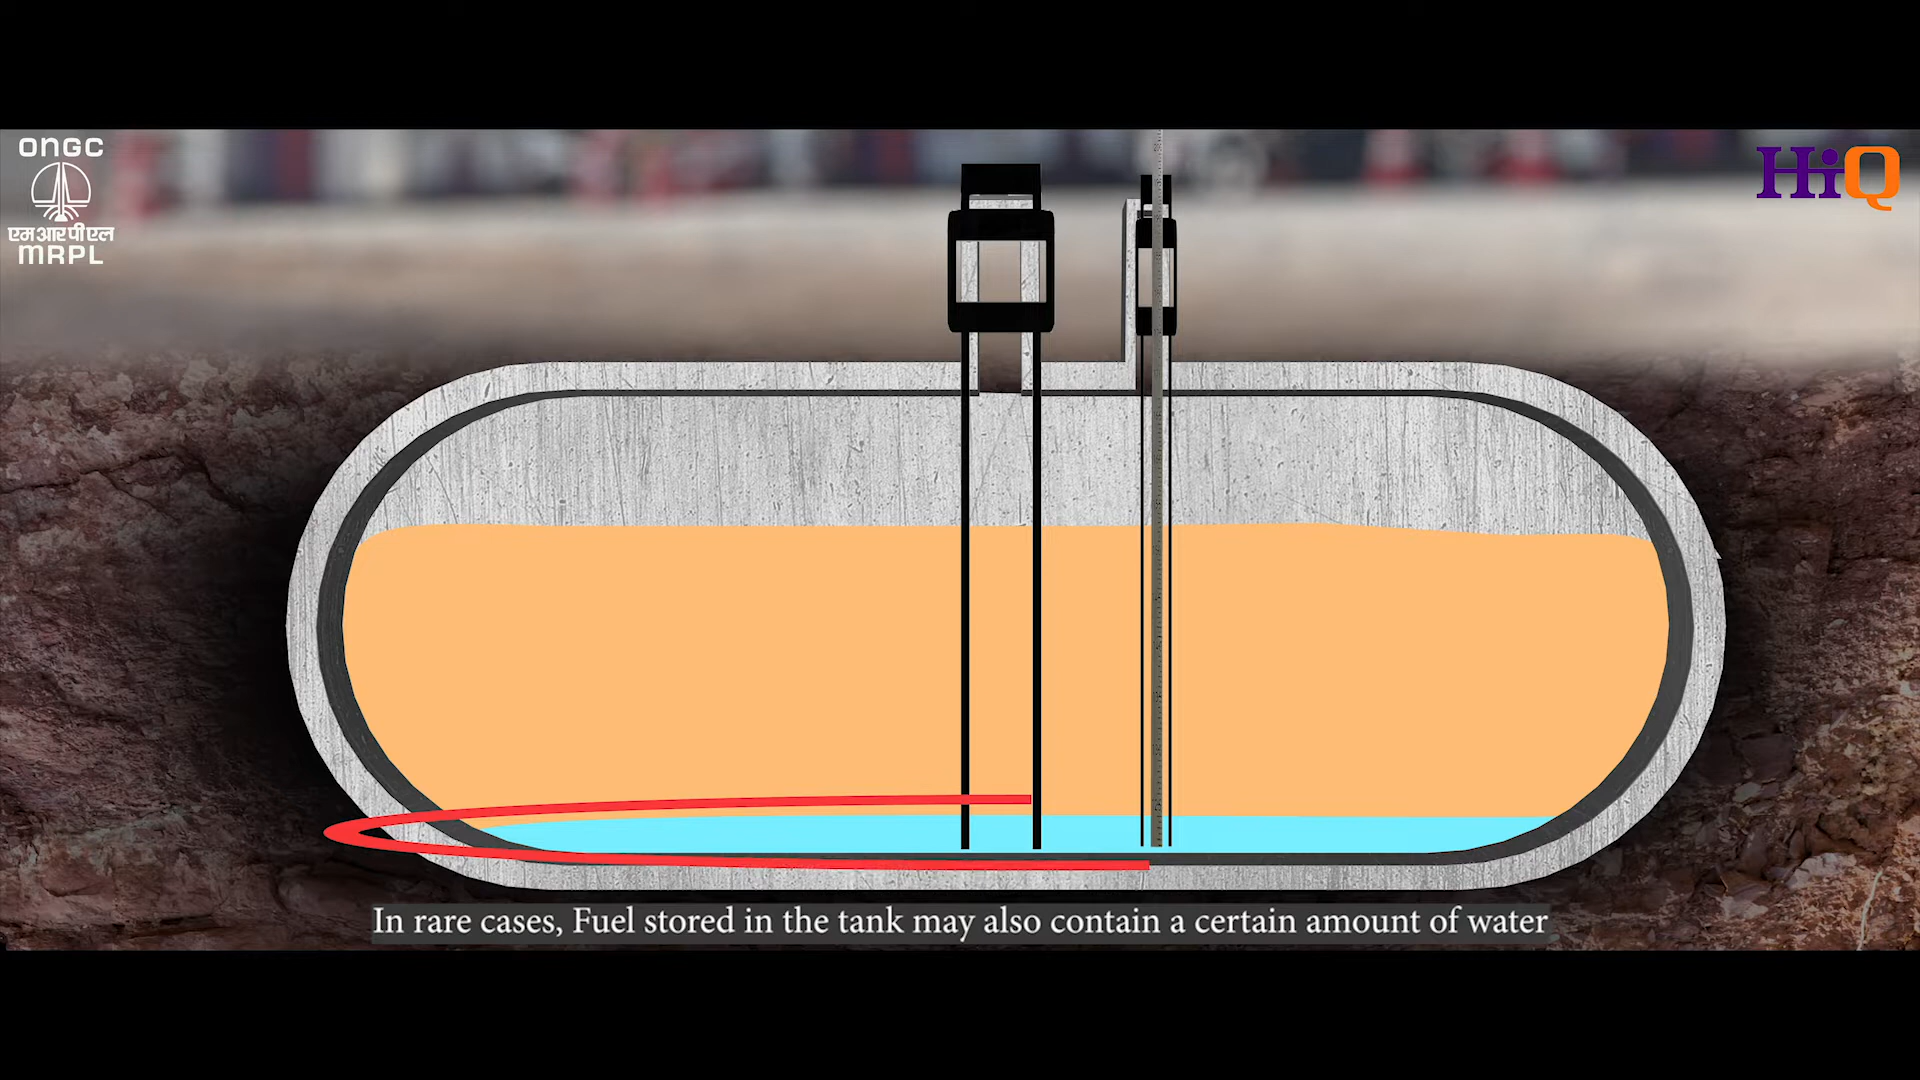 ONGC
एमआरपीएल
MRPL
HiQ
In rare cases, Fuel stored in the tank may also contain a certain amount of water